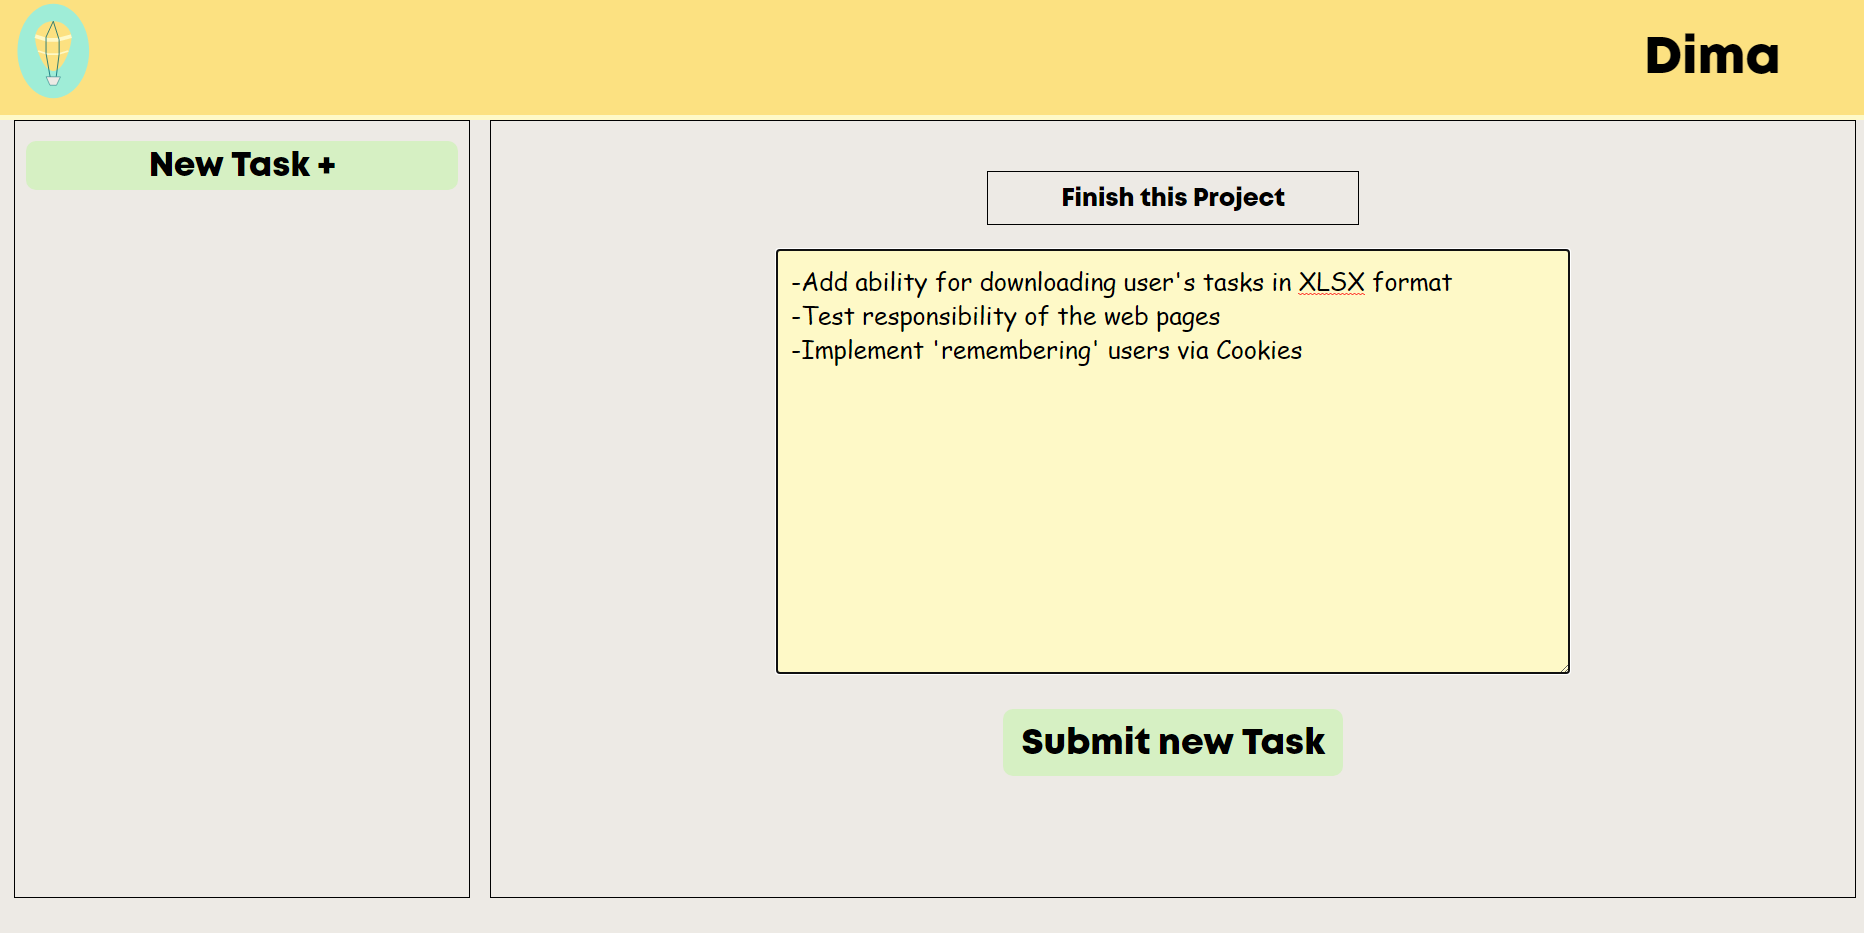 Dima
New Task +
Finish this Project
-Add ability for downloading user's tasks in XLSX format
-Test responsibility of the web pages
-Implement 'remembering' users via Cookies
Submit new Task